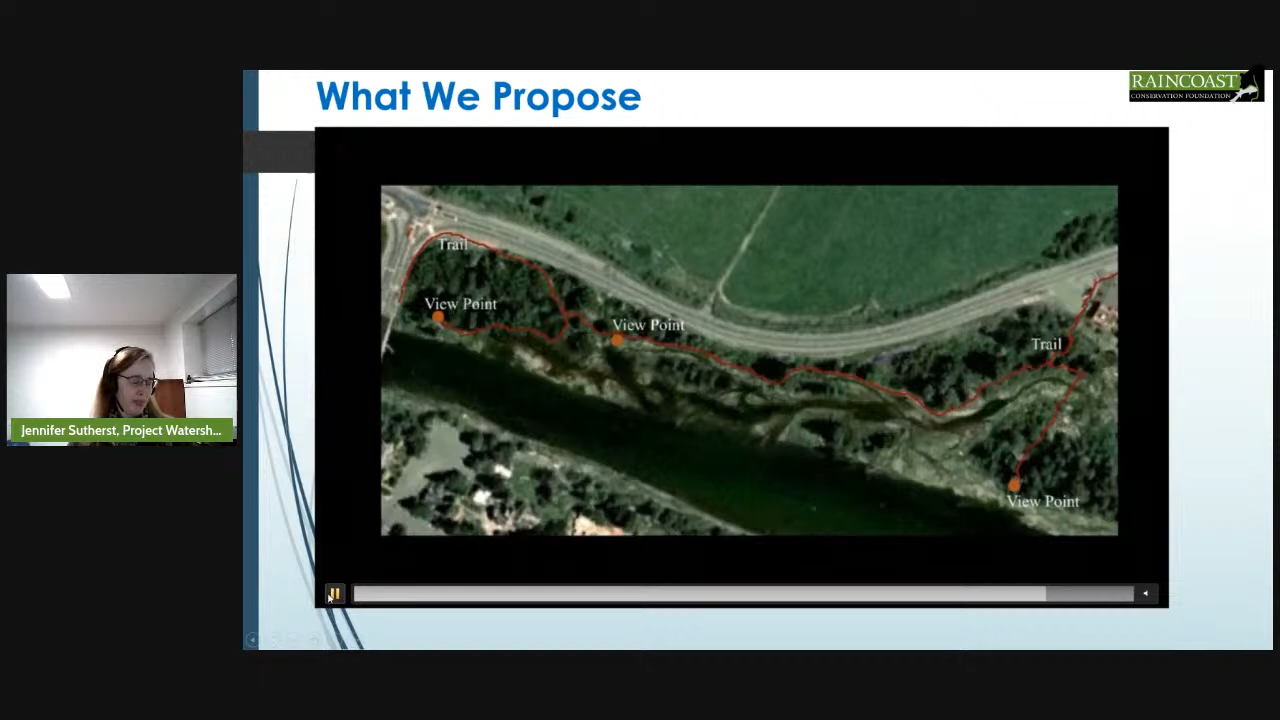 What We Propose
RAINCOAST
CONSERVATION FOUNDATION
Trail
View Point
View Point
Trail
View Point
Jennifer Sutherst, Project Watersh...